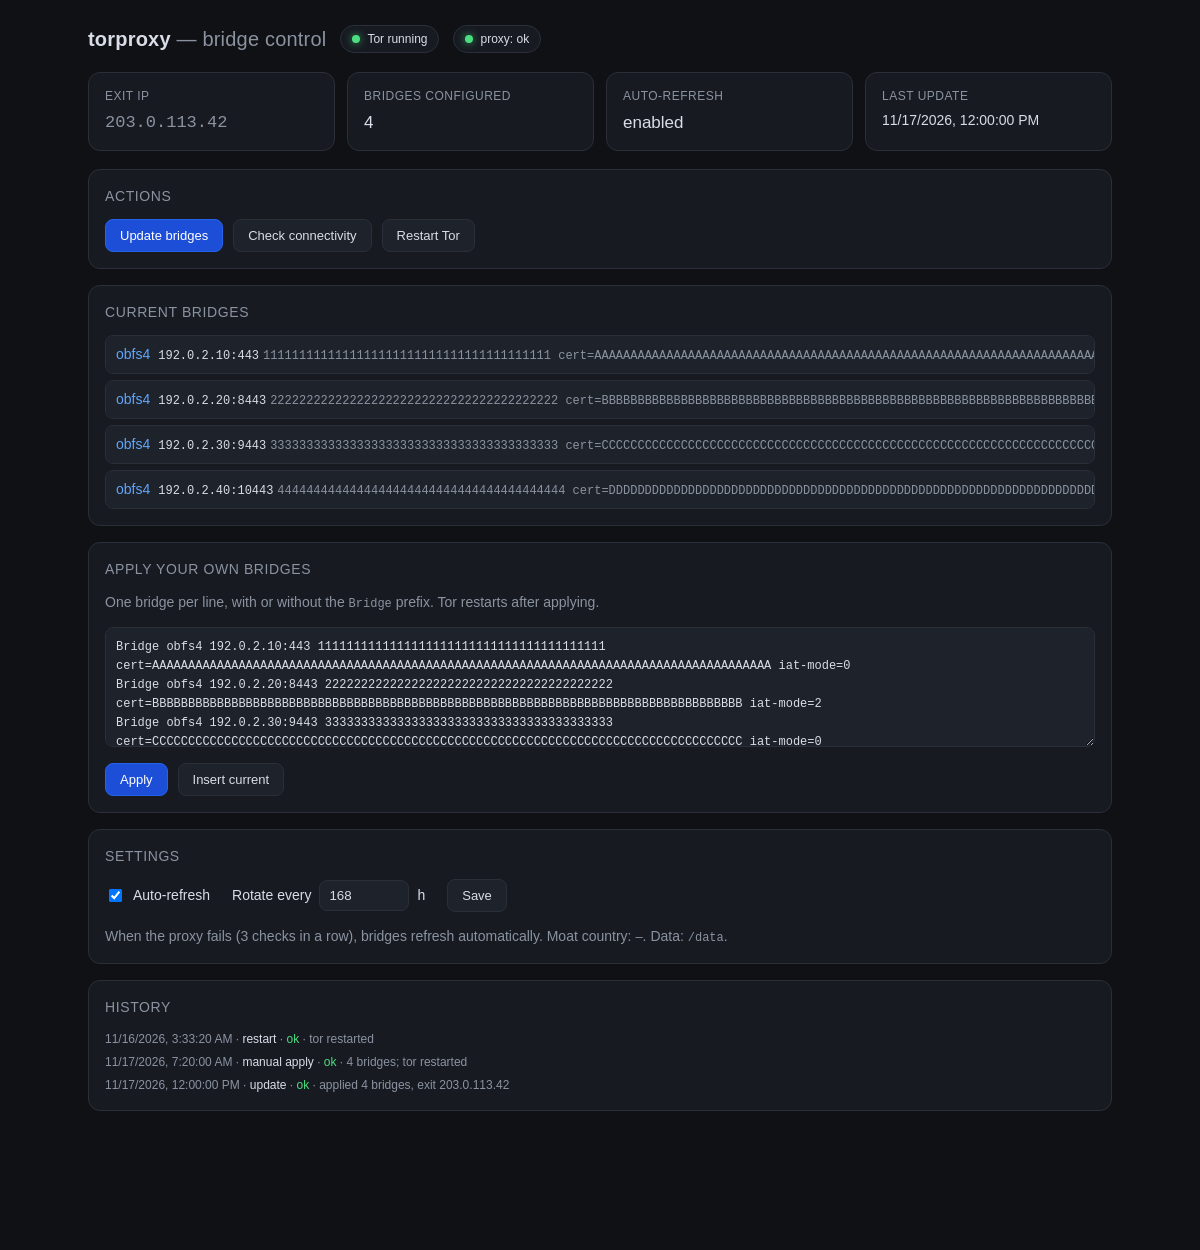 torproxy — bridge control Tor running proxy: ok
EXIT IP BRIDGES CONFIGURED AUTO-REFRESH LAST UPDATE
203.0.113.42 4 enabled 11/17/2026, 12:00:00 PM
ACTIONS
Update bridges Check connectivity Restart Tor
CURRENT BRIDGES
obfs4 192.0.2.10:443 1111111111111111111111111111111111111111 cert=AAAAAAAAAAAAAAAAAAAAAAAAAAAAAAAAAAAAAAAAAAAAAAAAAAAAAAAAAAAAAAAAAAAAAA
obfs4 192.0.2.20:8443 2222222222222222222222222222222222222222 cert=BBBBBBBBBBBBBBBBBBBBBBBBBBBBBBBBBBBBBBBBBBBBBBBBBBBBBBBBBBBBBBBBBBBBB
obfs4 192.0.2.30:9443 3333333333333333333333333333333333333333 cert=CCCCCCCCCCCCCCCCCCCCCCCCCCCCCCCCCCCCCCCCCCCCCCCCCCCCCCCCCCCCCCCCCCCCC
obfs4 192.0.2.40:10443 4444444444444444444444444444444444444444 cert=DDDDDDDDDDDDDDDDDDDDDDDDDDDDDDDDDDDDDDDDDDDDDDDDDDDDDDDDDDDDDDDDDDDD
APPLY YOUR OWN BRIDGES
One bridge per line, with or without the Bridge prefix. Tor restarts after applying.
Bridge obfs4 192.0.2.10:443 1111111111111111111111111111111111111111
cert=AAAAAAAAAAAAAAAAAAAAAAAAAAAAAAAAAAAAAAAAAAAAAAAAAAAAAAAAAAAAAAAAAAAAAAAAAAAAAAAAAAAAAA iat-mode=0
Bridge obfs4 192.0.2.20:8443 2222222222222222222222222222222222222222
cert=BBBBBBBBBBBBBBBBBBBBBBBBBBBBBBBBBBBBBBBBBBBBBBBBBBBBBBBBBBBBBBBBBBBBBBBBBBBBBBBBBB iat-mode=2
Bridge obfs4 192.0.2.30:9443 3333333333333333333333333333333333333333
cert=CCCCCCCCCCCCCCCCCCCCCCCCCCCCCCCCCCCCCCCCCCCCCCCCCCCCCCCCCCCCCCCCCCCCCCCCCCCCCCCCCC iat-mode=0
Apply Insert current
SETTINGS
Auto-refresh Rotate every 168 h Save
When the proxy fails (3 checks in a row), bridges refresh automatically. Moat country: –. Data: /data.
HISTORY
11/16/2026, 3:33:20 AM · restart · ok · tor restarted
11/17/2026, 7:20:00 AM · manual apply · ok · 4 bridges; tor restarted
11/17/2026, 12:00:00 PM · update · ok · applied 4 bridges, exit 203.0.113.42